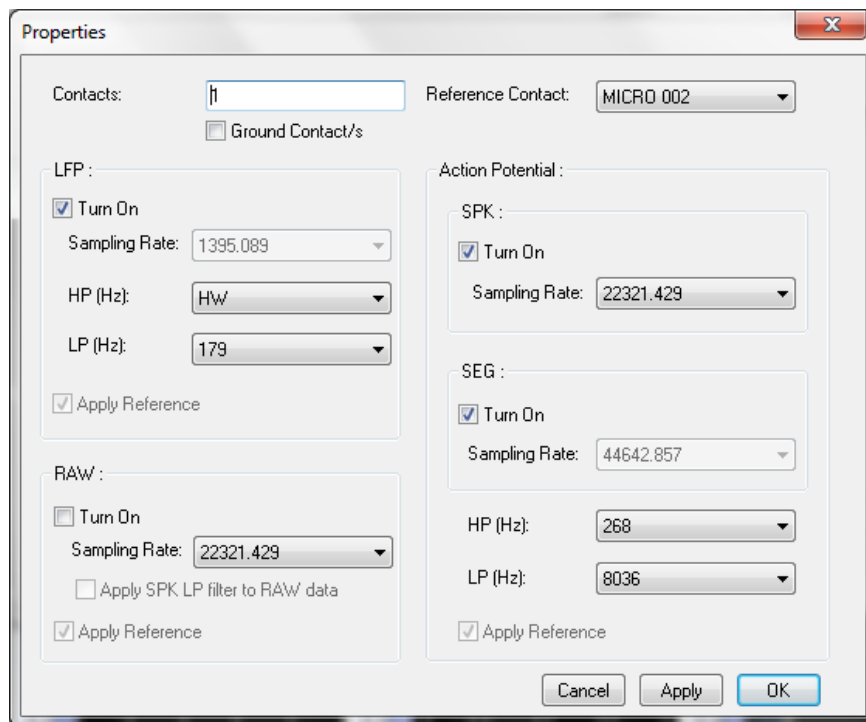 Properties
Contacts:
1
Reference Contact:
MICRO 002
Ground Contact/s
LFP :
Turn On
Sampling Rate:
1395.089
HP (Hz):
HW
LP (Hz):
179
Apply Reference
RAW :
Turn On
Sampling Rate:
22321.429
Apply SPK LP filter to RAW data
Apply Reference
Action Potential :
SPK :
Turn On
Sampling Rate:
22321.429
SEG :
Turn On
Sampling Rate:
44642.857
HP (Hz):
268
LP (Hz):
8036
Apply Reference
Cancel
Apply
OK